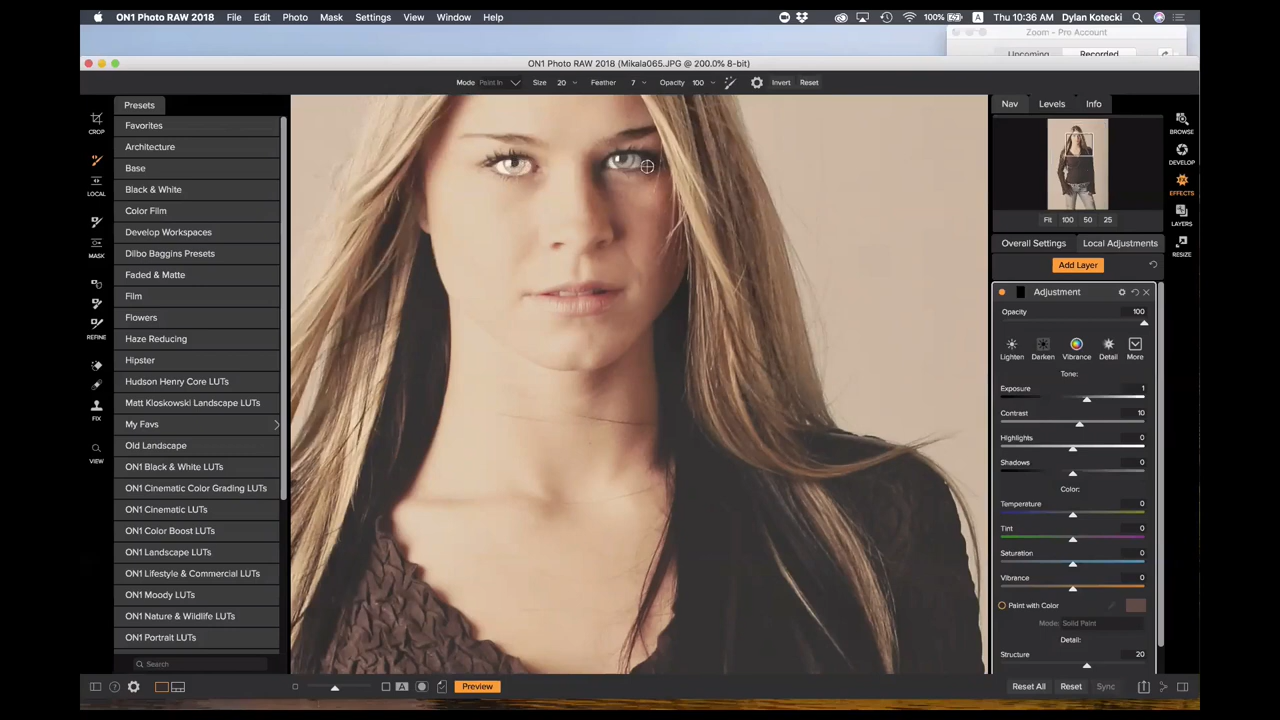 ON1 Photo RAW 2018 File Edit Photo Mask Settings View Window Help 100% A Thu 10:36 AM Dylan Kotecki
Zoom - Pro Account
Upcoming Recorded
ON1 Photo RAW 2018 (Mikala065.JPG @ 200.0% 8-bit)
Mode Paint In Size 20 Feather 7 Opacity 100 Invert Reset
Presets
Nav Levels Info
CROP
LOCAL
MASK
REFINE
FIX
VIEW
Favorites
Architecture
Base
Black & White
Color Film
Develop Workspaces
Dilbo Baggins Presets
Faded & Matte
Film
Flowers
Haze Reducing
Hipster
Hudson Henry Core LUTs
Matt Kloskowski Landscape LUTs
My Favs
Old Landscape
ON1 Black & White LUTs
ON1 Cinematic Color Grading LUTs
ON1 Cinematic LUTs
ON1 Color Boost LUTs
ON1 Landscape LUTs
ON1 Lifestyle & Commercial LUTs
ON1 Moody LUTs
ON1 Nature & Wildlife LUTs
ON1 Portrait LUTs
Search
Preview
BROWSE
DEVELOP
EFFECTS
LAYERS
RESIZE
Fit 100 50 25
Overall Settings Local Adjustments
Add Layer
Adjustment
Opacity 100
Lighten Darken Vibrance Detail More
Tone:
Exposure 1
Contrast 10
Highlights 0
Shadows 0
Color:
Temperature 0
Tint 0
Saturation 0
Vibrance 0
Paint with Color
Mode: Solid Paint
Detail:
Structure 20
Reset All Reset Sync